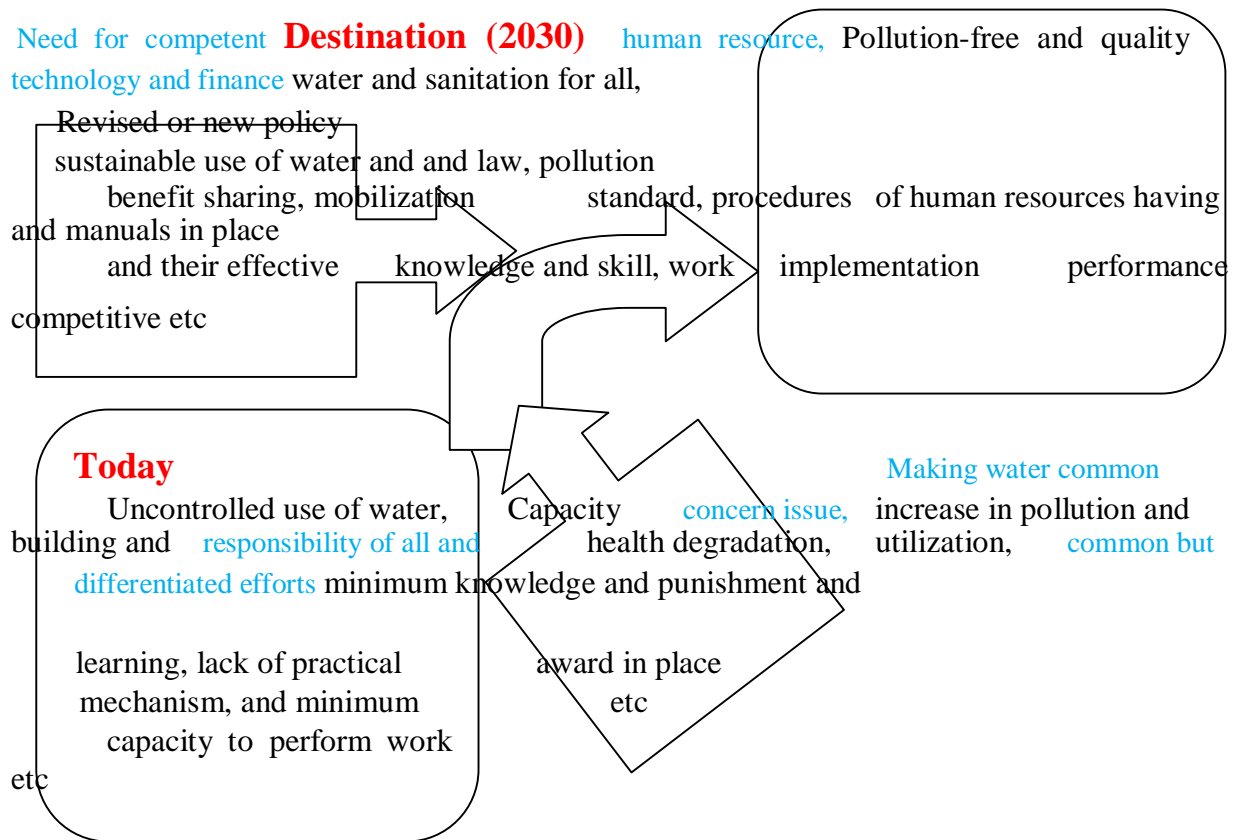 Need for competent Destination (2030) human resource, Pollution-free and quality
technology and finance water and sanitation for all,
Revised or new policy
sustainable use of water and and law, pollution
benefit sharing, mobilization standard, procedures of human resources having
and manuals in place
and their effective knowledge and skill, work implementation performance
competitive etc
Today Making water common
Uncontrolled use of water, Capacity concern issue, increase in pollution and
building and responsibility of all and health degradation, utilization, common but
differentiated efforts minimum knowledge and punishment and
learning, lack of practical award in place
mechanism, and minimum etc
capacity to perform work
etc